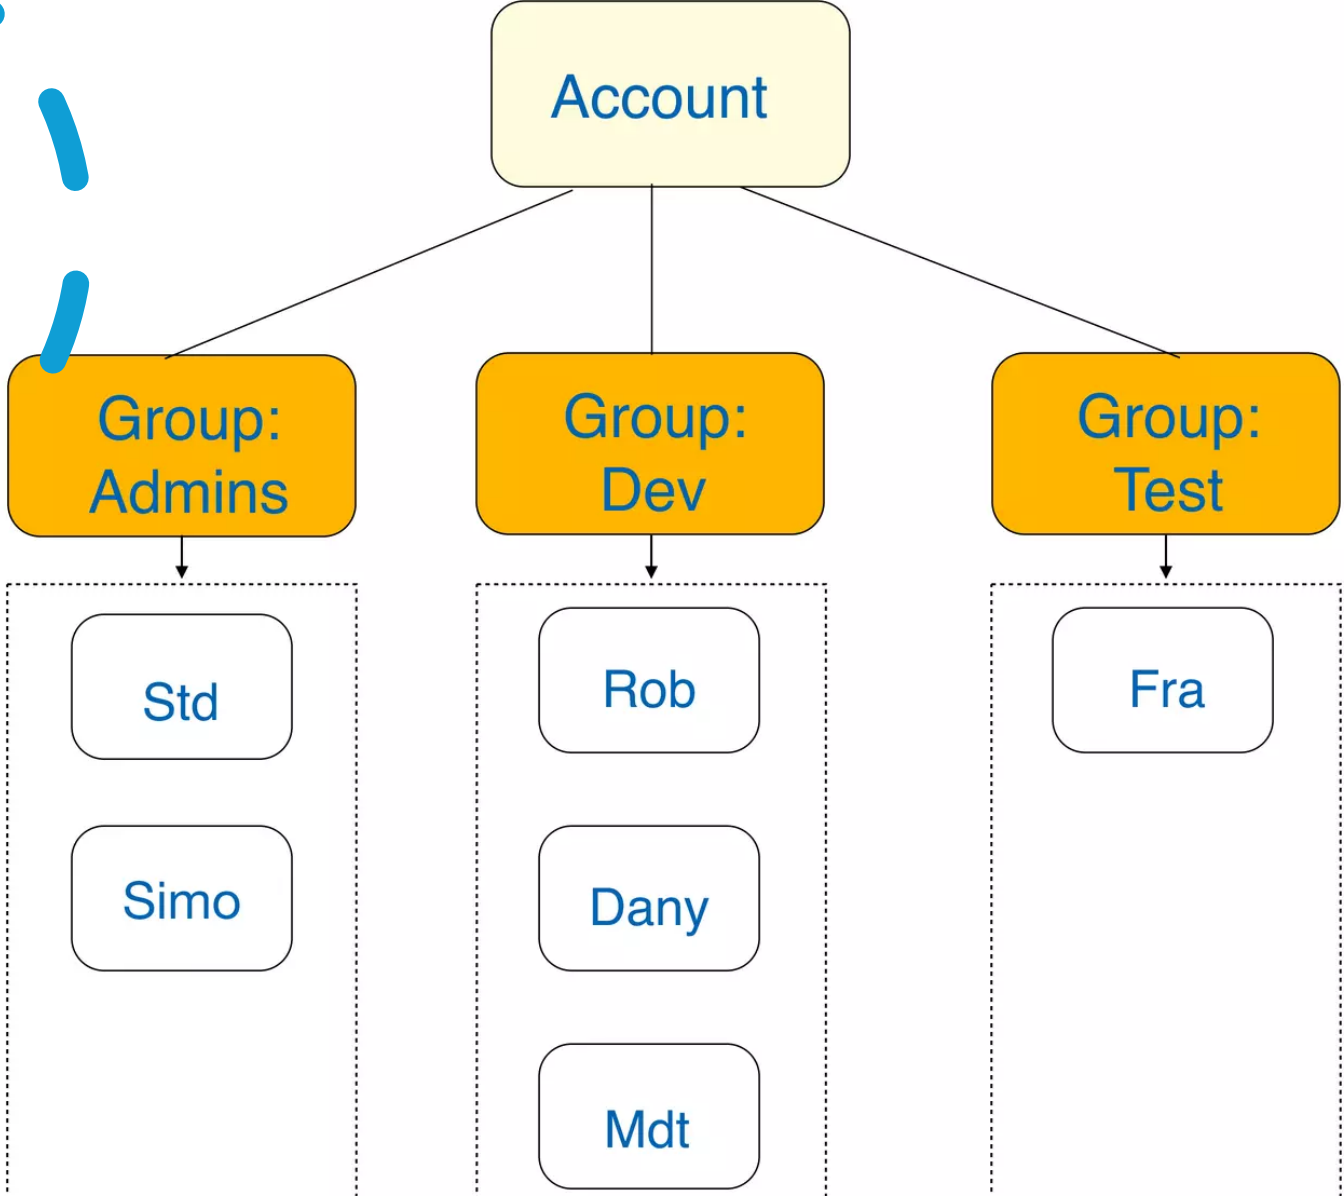 Account
Group:
Admins
Group:
Dev
Group:
Test
Std
Simo
Rob
Dany
Mdt
Fra